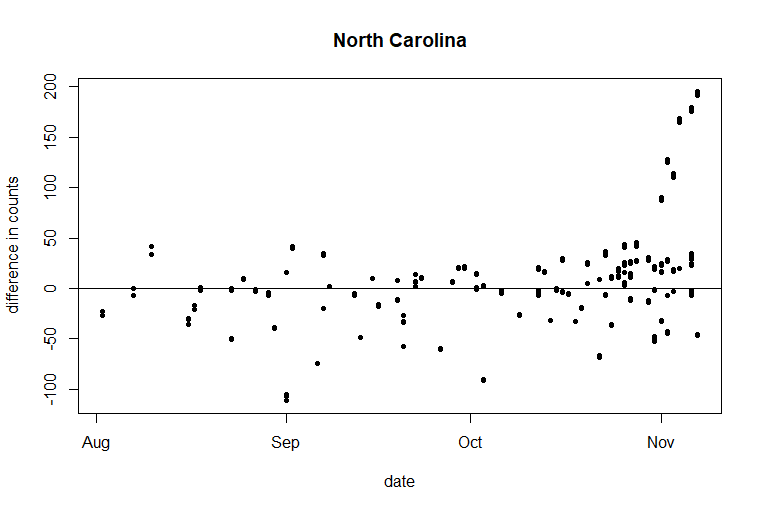 North Carolina
difference in counts
200
150
100
50
0
-50
-100
Aug Sep Oct Nov
date